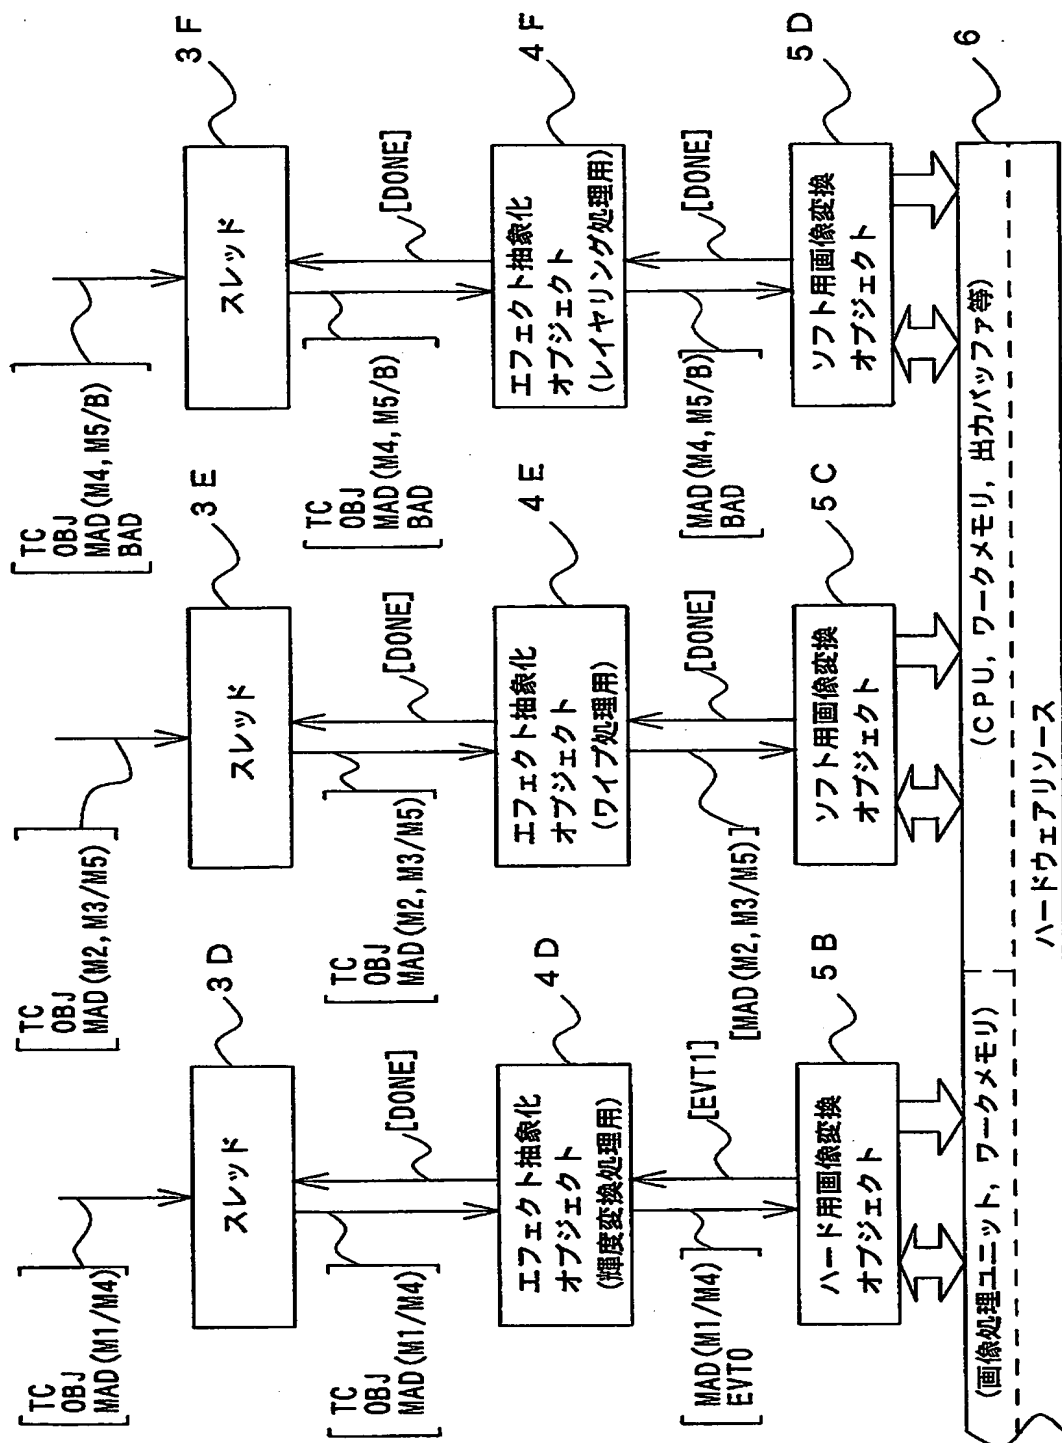 TC
OBJ
MAD(M1/M4)
スレッド
3D
TC
OBJ
MAD(M1/M4)
[DONE]
エフェクト抽象化
オブジェクト
(輝度変換処理用)
4D
MAD(M1/M4)
EVT0
[EVT1]
ハード用画像変換
オブジェクト
5B
TC
OBJ
MAD(M2,M3/M5)
スレッド
3E
TC
OBJ
MAD(M2,M3/M5)
[DONE]
エフェクト抽象化
オブジェクト
(ワイプ処理用)
4E
[MAD(M2,M3/M5)]
[DONE]
ソフト用画像変換
オブジェクト
5C
TC
OBJ
MAD(M4,M5/B)
BAD
スレッド
3F
TC
OBJ
MAD(M4,M5/B)
BAD
[DONE]
エフェクト抽象化
オブジェクト
(レイヤリング処理用)
4F
MAD(M4,M5/B)
BAD
[DONE]
ソフト用画像変換
オブジェクト
5D
(画像処理ユニット,ワークメモリ)
(CPU,ワークメモリ,出力バッファ等)
6
ハードウェアリソース